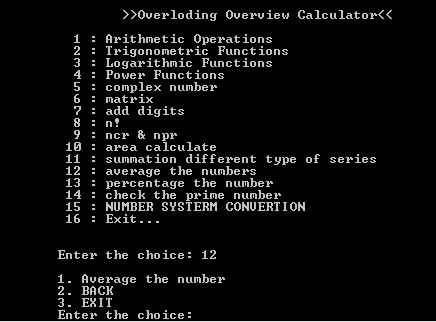 >>Overloding Overview Calculator<<
1 : Arithmetic Operations
2 : Trigonometric Functions
3 : Logarithmic Functions
4 : Power Functions
5 : complex number
6 : matrix
7 : add digits
8 : n!
9 : ncr & npr
10 : area calculate
11 : summation different type of series
12 : average the numbers
13 : percentage the number
14 : check the prime number
15 : NUMBER SYSTERM CONVERTION
16 : Exit...
Enter the choice: 12
1. Average the number
2. BACK
3. EXIT
Enter the choice: